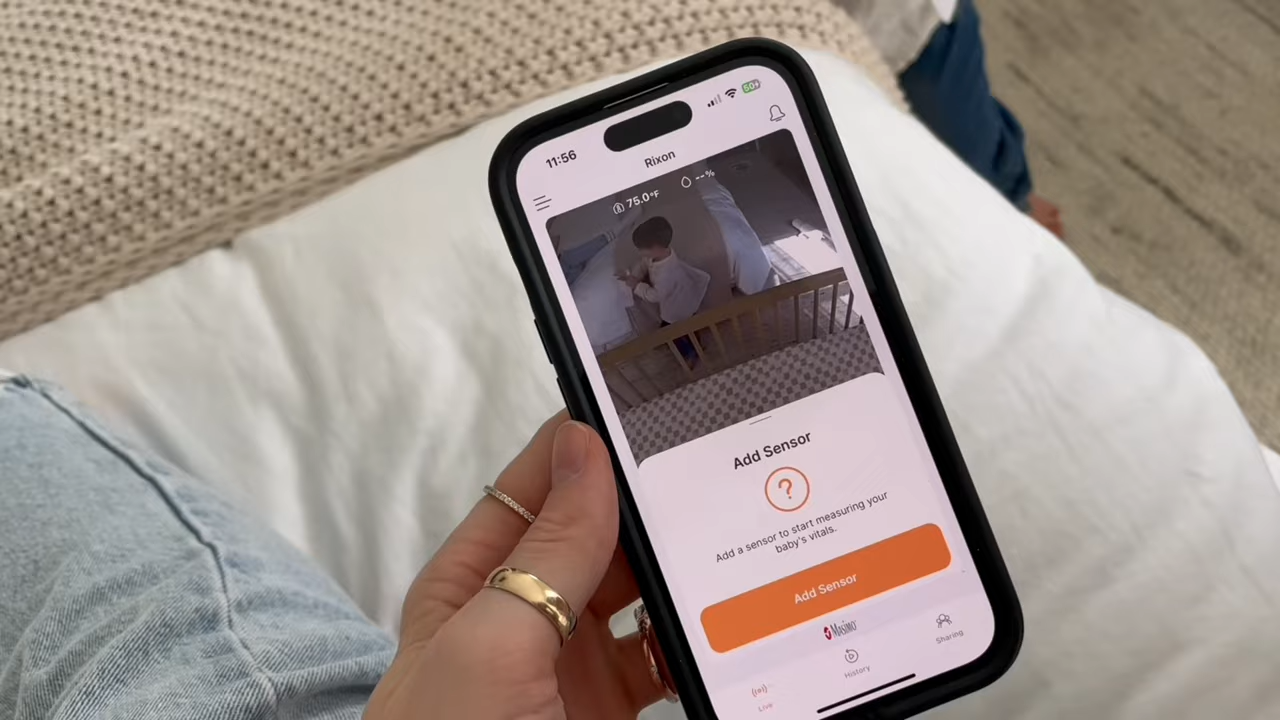 11:56
50
Rixon
75.0°F
--%
Add Sensor
?
Add a sensor to start measuring your
baby's vitals.
Add Sensor
Masimo
Live
History
Sharing